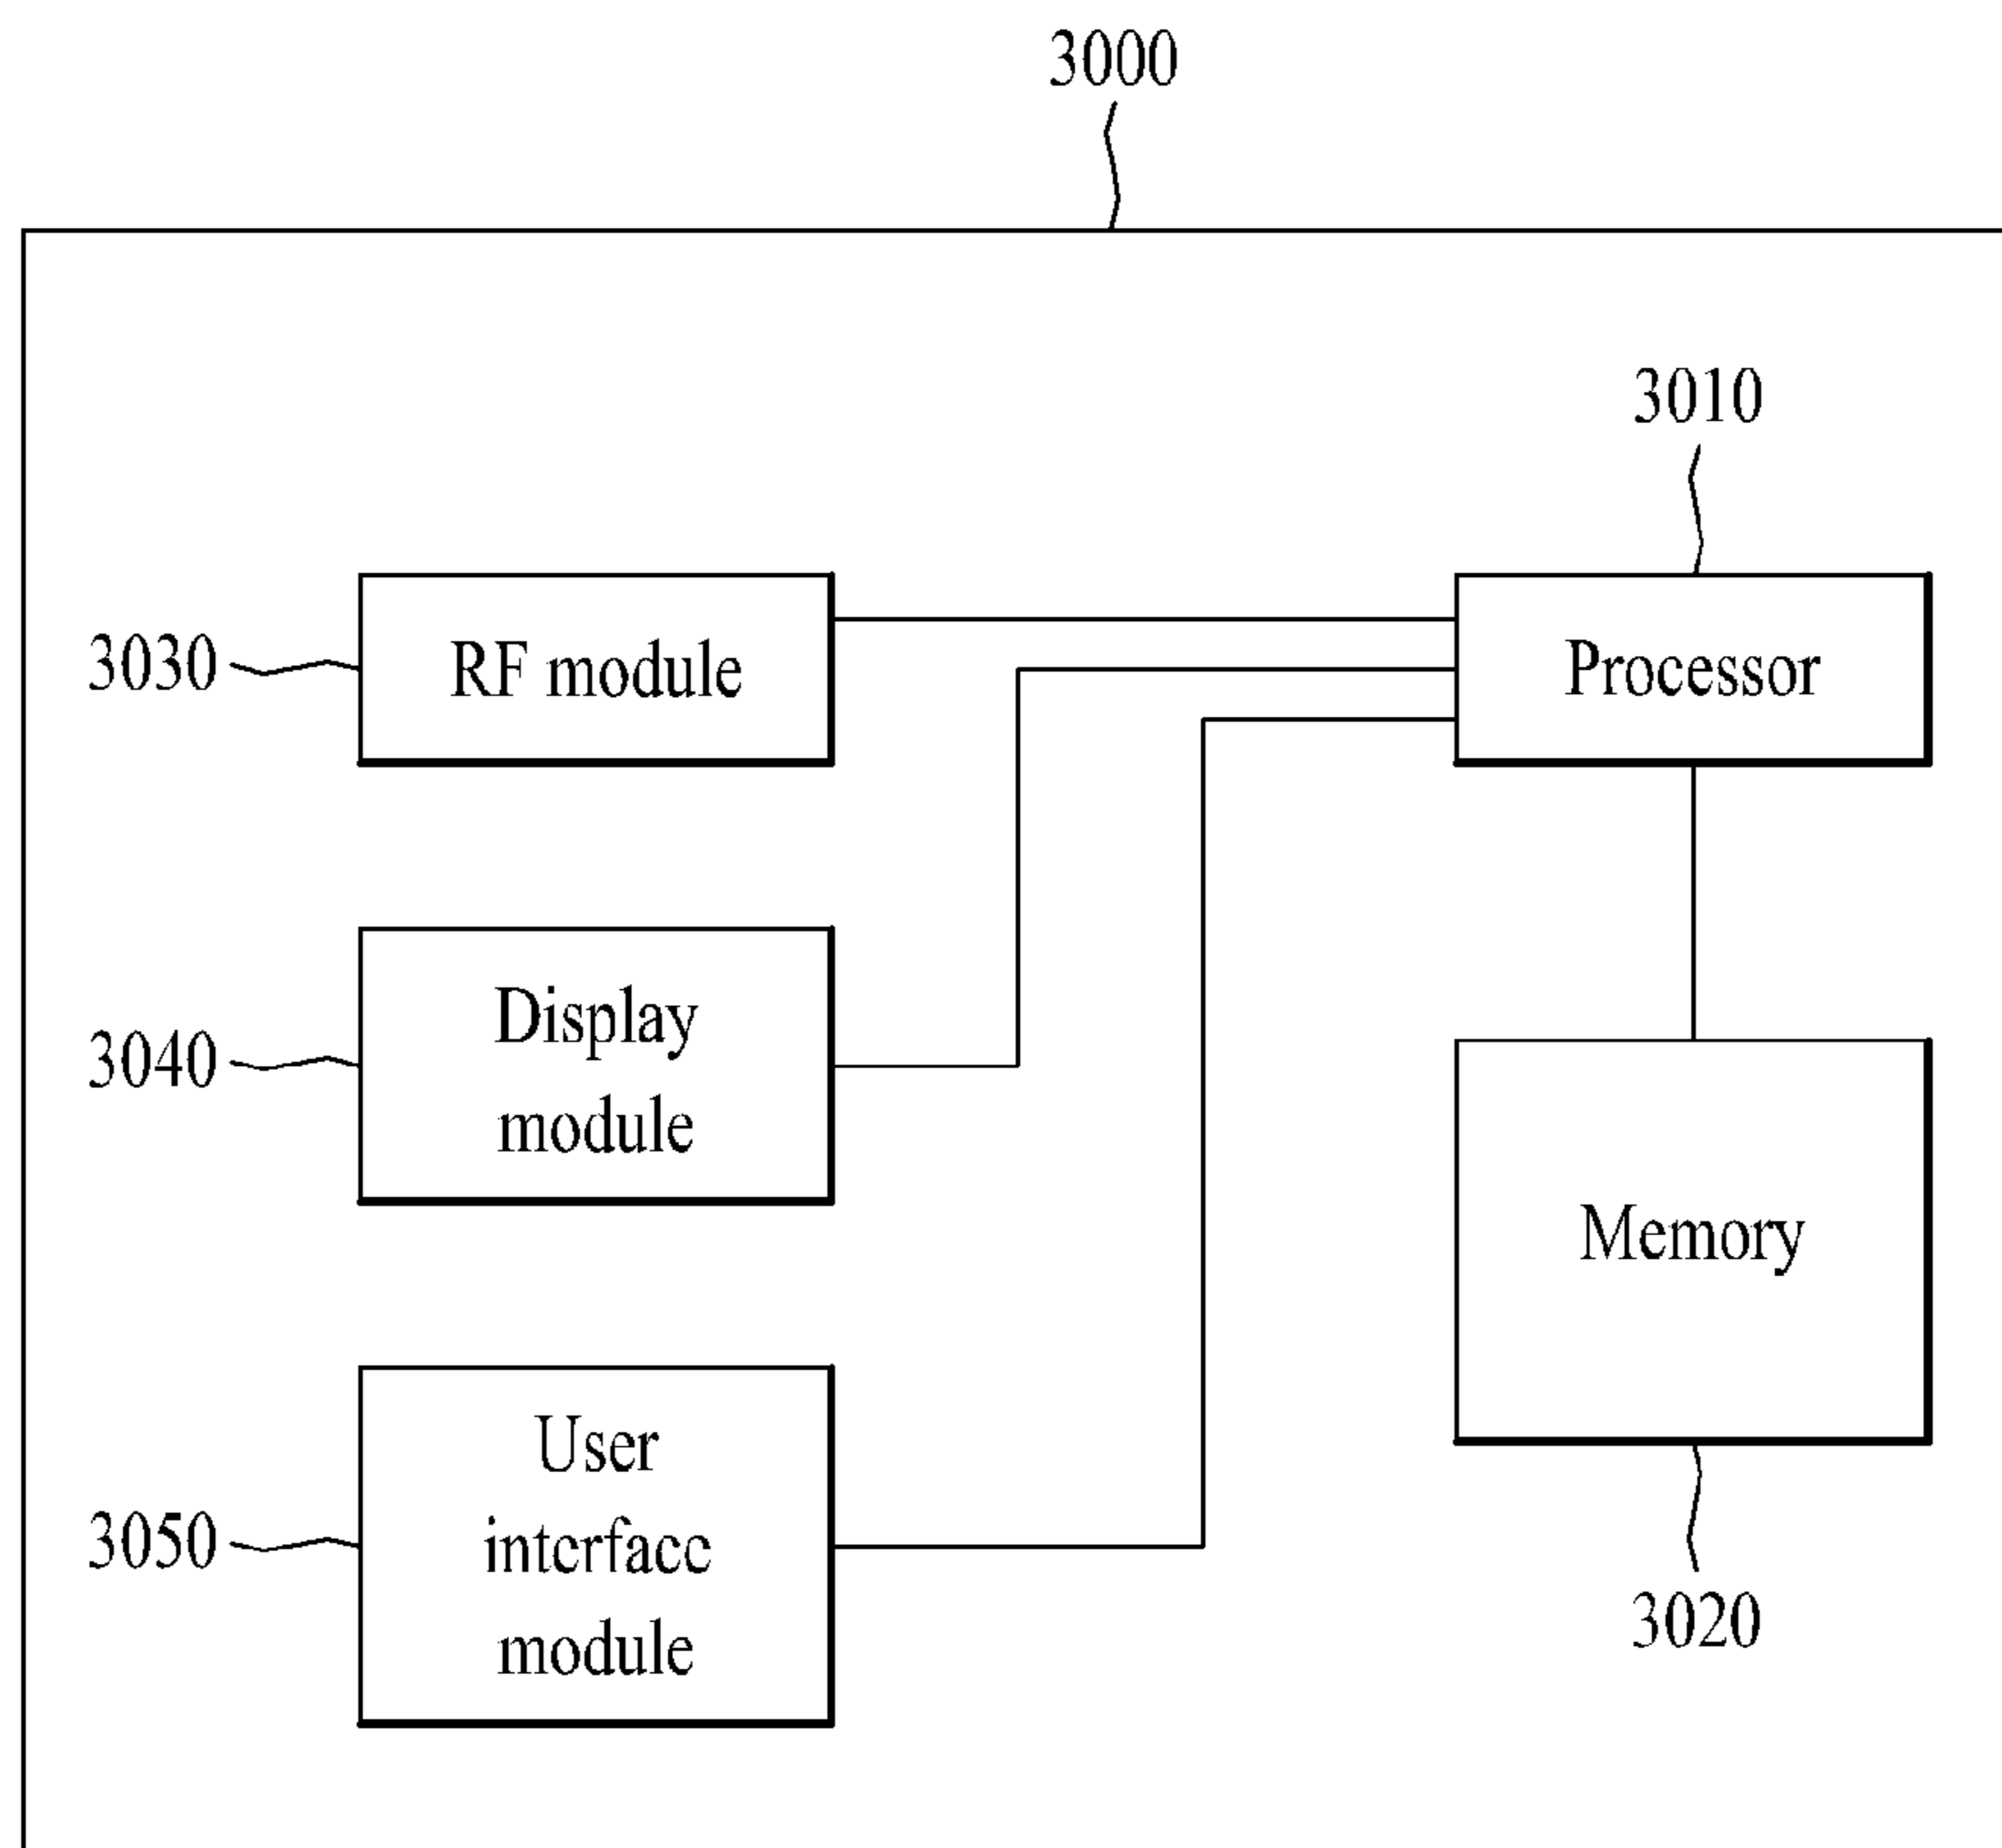 3000
3010
3030
RF module
Processor
3040
Display
module
Memory
3050
User
interface
module
3020